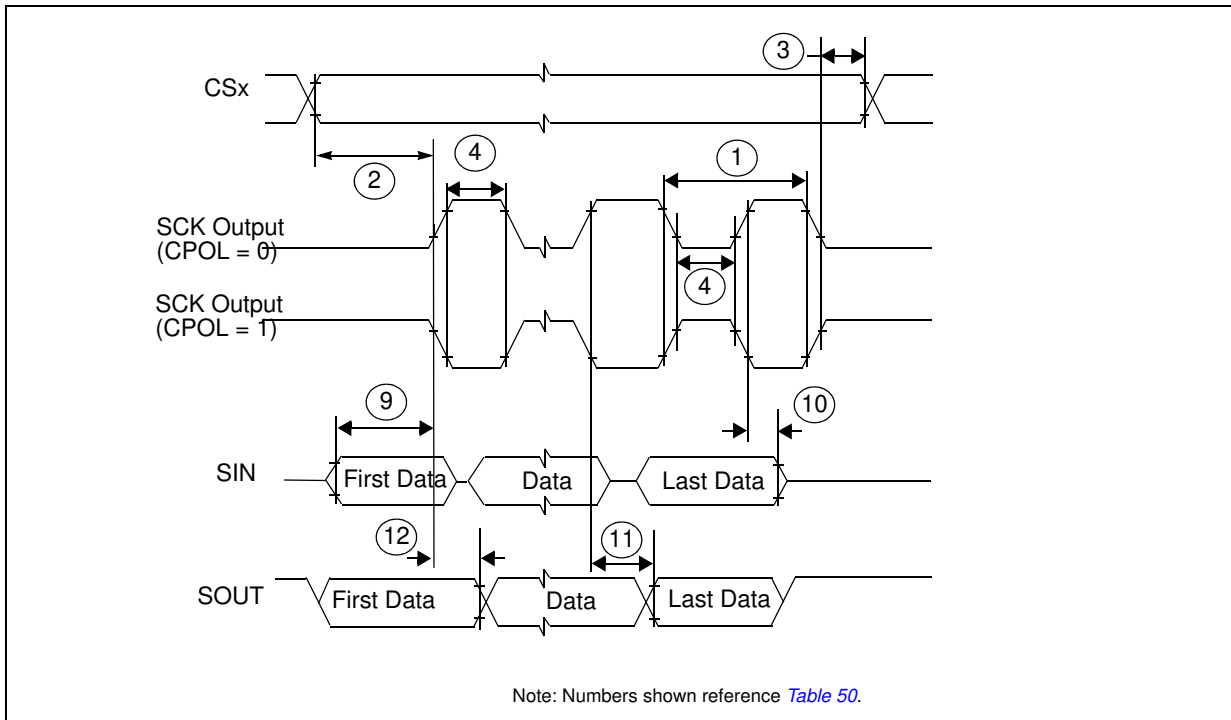 3
CSx
4
1
2
SCK Output
(CPOL = 0)
4
SCK Output
(CPOL = 1)
9
10
SIN
First Data
Data
Last Data
12
11
SOUT
First Data
Data
Last Data
Note: Numbers shown reference Table 50.